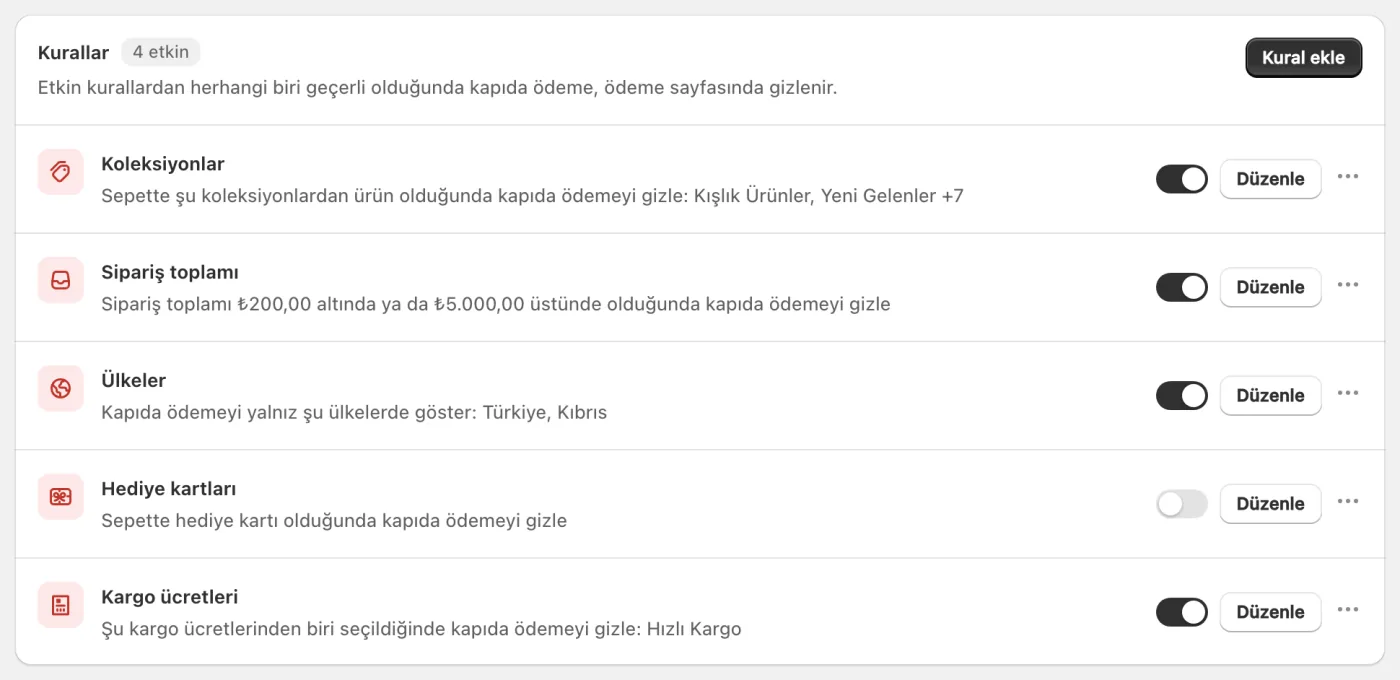 Kurallar 4 etkin
Kural ekle
Etkin kurallardan herhangi biri geçerli olduğunda kapıda ödeme, ödeme sayfasında gizlenir.
Koleksiyonlar
Sepette şu koleksiyonlardan ürün olduğunda kapıda ödemeyi gizle: Kışlık Ürünler, Yeni Gelenler +7
Düzenle
Sipariş toplamı
Sipariş toplamı ₺200,00 altında ya da ₺5.000,00 üstünde olduğunda kapıda ödemeyi gizle
Düzenle
Ülkeler
Kapıda ödemeyi yalnız şu ülkelerde göster: Türkiye, Kıbrıs
Düzenle
Hediye kartları
Sepette hediye kartı olduğunda kapıda ödemeyi gizle
Düzenle
Kargo ücretleri
Şu kargo ücretlerinden biri seçildiğinde kapıda ödemeyi gizle: Hızlı Kargo
Düzenle